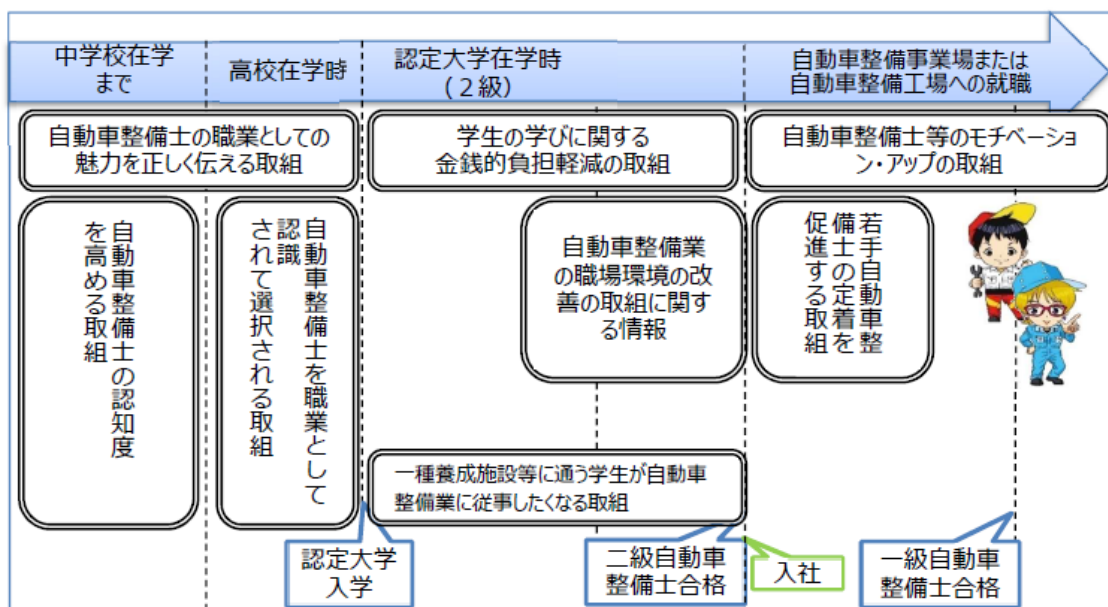 中学校在学
まで
高校在学時
認定大学在学時
(2級)
自動車整備事業場または
自動車整備工場への就職
自動車整備士の職業としての
魅力を正しく伝える取組
学生の学びに関する
金銭的負担軽減の取組
自動車整備士等のモチベーショ
ン・アップの取組
自動車整備士の認知度
を高める取組
自動車整備士を職業として
認識
されて選択される取組
自動車整備業
の職場環境の改
善の取組に関す
る情報
若手自動車整
備士の定着を
促進する取組
一種養成施設等に通う学生が自動車
整備業に従事したくなる取組
認定大学
入学
二級自動車
整備士合格
入社
一級自動車
整備士合格